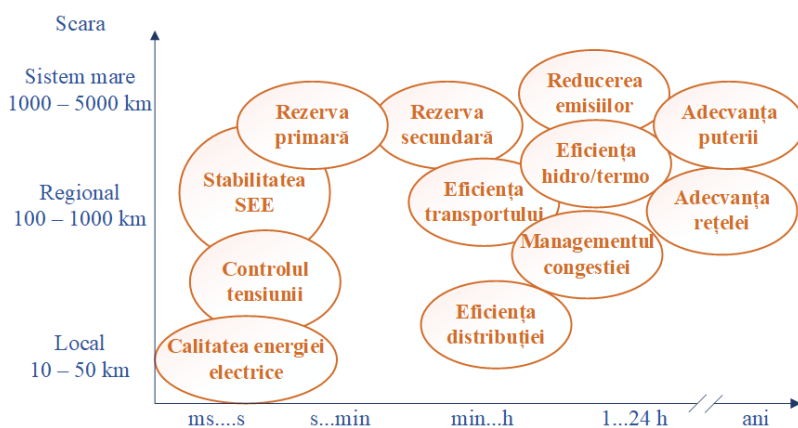 Scara
Sistem mare
1000 – 5000 km
Regional
100 – 1000 km
Local
10 – 50 km
Rezerva
primară
Rezerva
secundară
Reducerea
emisiilor
Adecvanța
puterii
Stabilitatea
SEE
Eficiența
transportului
Eficiența
hidro/termo
Adecvanța
rețelei
Controlul
tensiunii
Managementul
congestiei
Calitatea energiei
electrice
Eficiența
distribuției
ms....s
s...min
min...h
1...24 h
ani